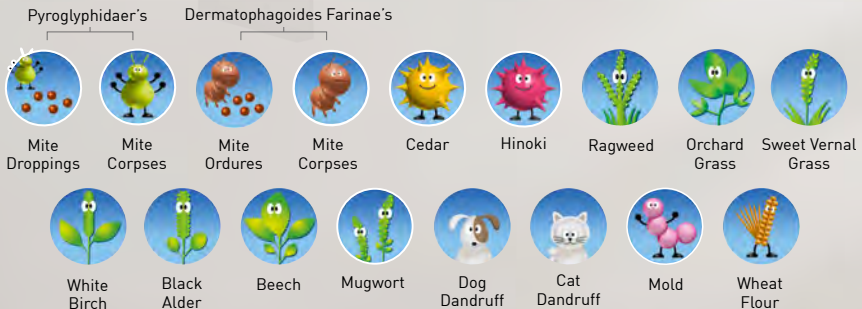 Pyroglyphidaer's
Dermatophagoides Farinae's
Mite
Droppings
Mite
Corpses
Mite
Ordures
Mite
Corpses
Cedar
Hinoki
Ragweed
Orchard
Grass
Sweet Vernal
Grass
White
Birch
Black
Alder
Beech
Mugwort
Dog
Dandruff
Cat
Dandruff
Mold
Wheat
Flour